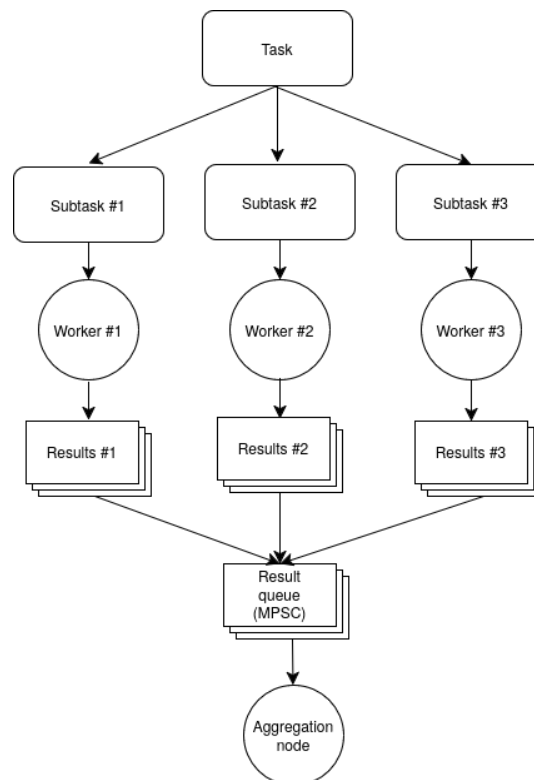 Task
Subtask #1
Subtask #2
Subtask #3
Worker #1
Worker #2
Worker #3
Results #1
Results #2
Results #3
Result
queue
(MPSC)
Aggregation
node